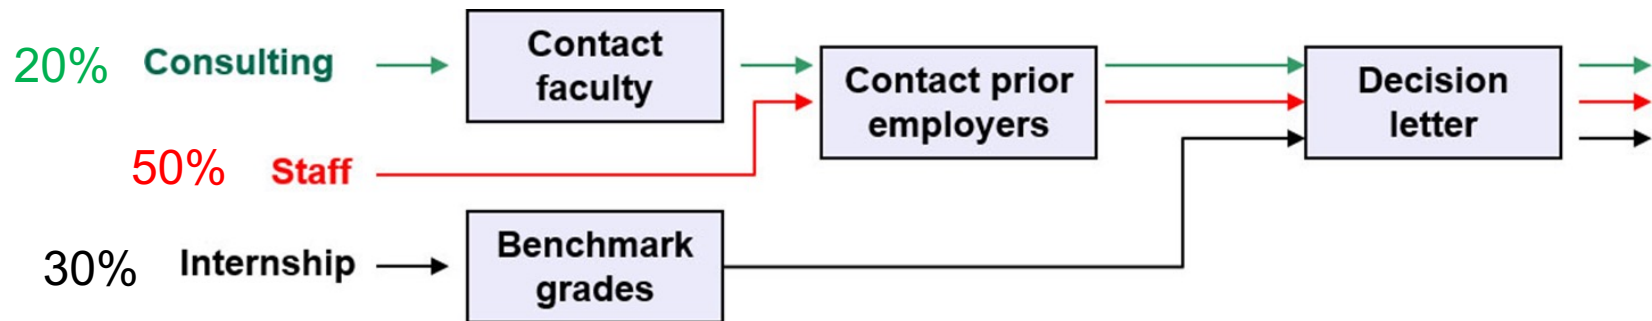 20% Consulting
Contact
faculty
Contact prior
employers
Decision
letter
50% Staff
30% Internship
Benchmark
grades